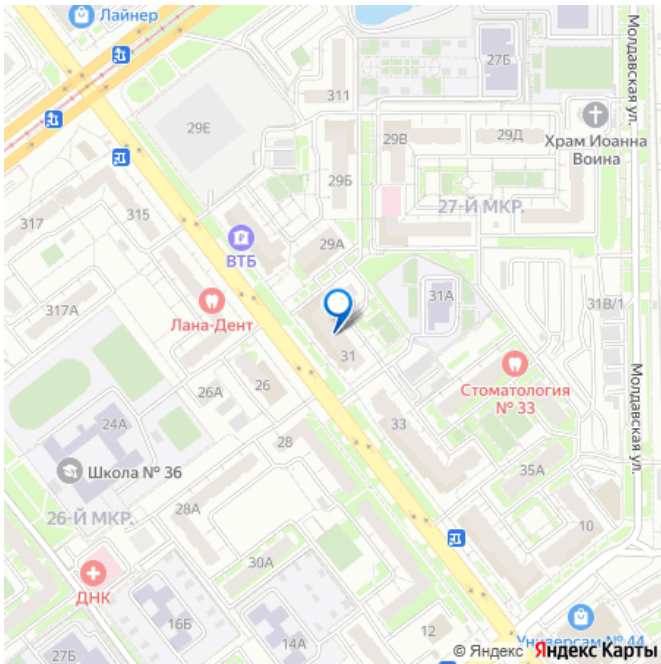 Лайнер
Молдавская ул.
27Б
311
29Е
29В
29Д
Храм Иоанна
Воина
29Б
27-Й МКР.
317
315
29А
ВТБ
31А
31В/1
317А
Лана-Дент
31
Стоматология
№ 33
Молдавская ул.
26А
26
24А
33
28
35А
Школа № 36
28А
26-Й МКР.
10
30А
ДНК
16Б
14А
12
Универсам № 44
27Б
© Яндекс Яндекс Карты